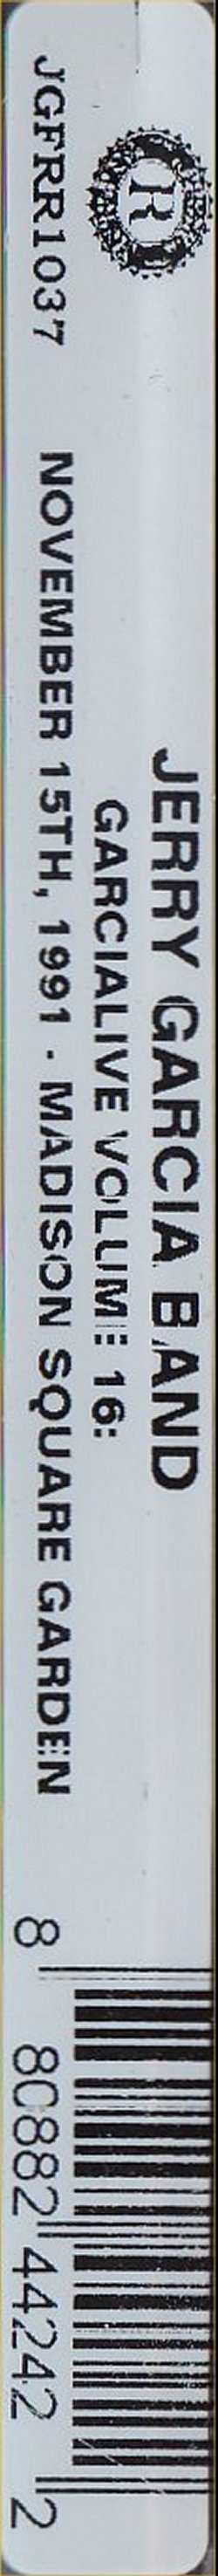 R
JERRY GARCIA BAND
GARCIALIVE VOLUME 16:
JGFRR1037 NOVEMBER 15TH, 1991 · MADISON SQUARE GARDEN
8 80882 44242 2